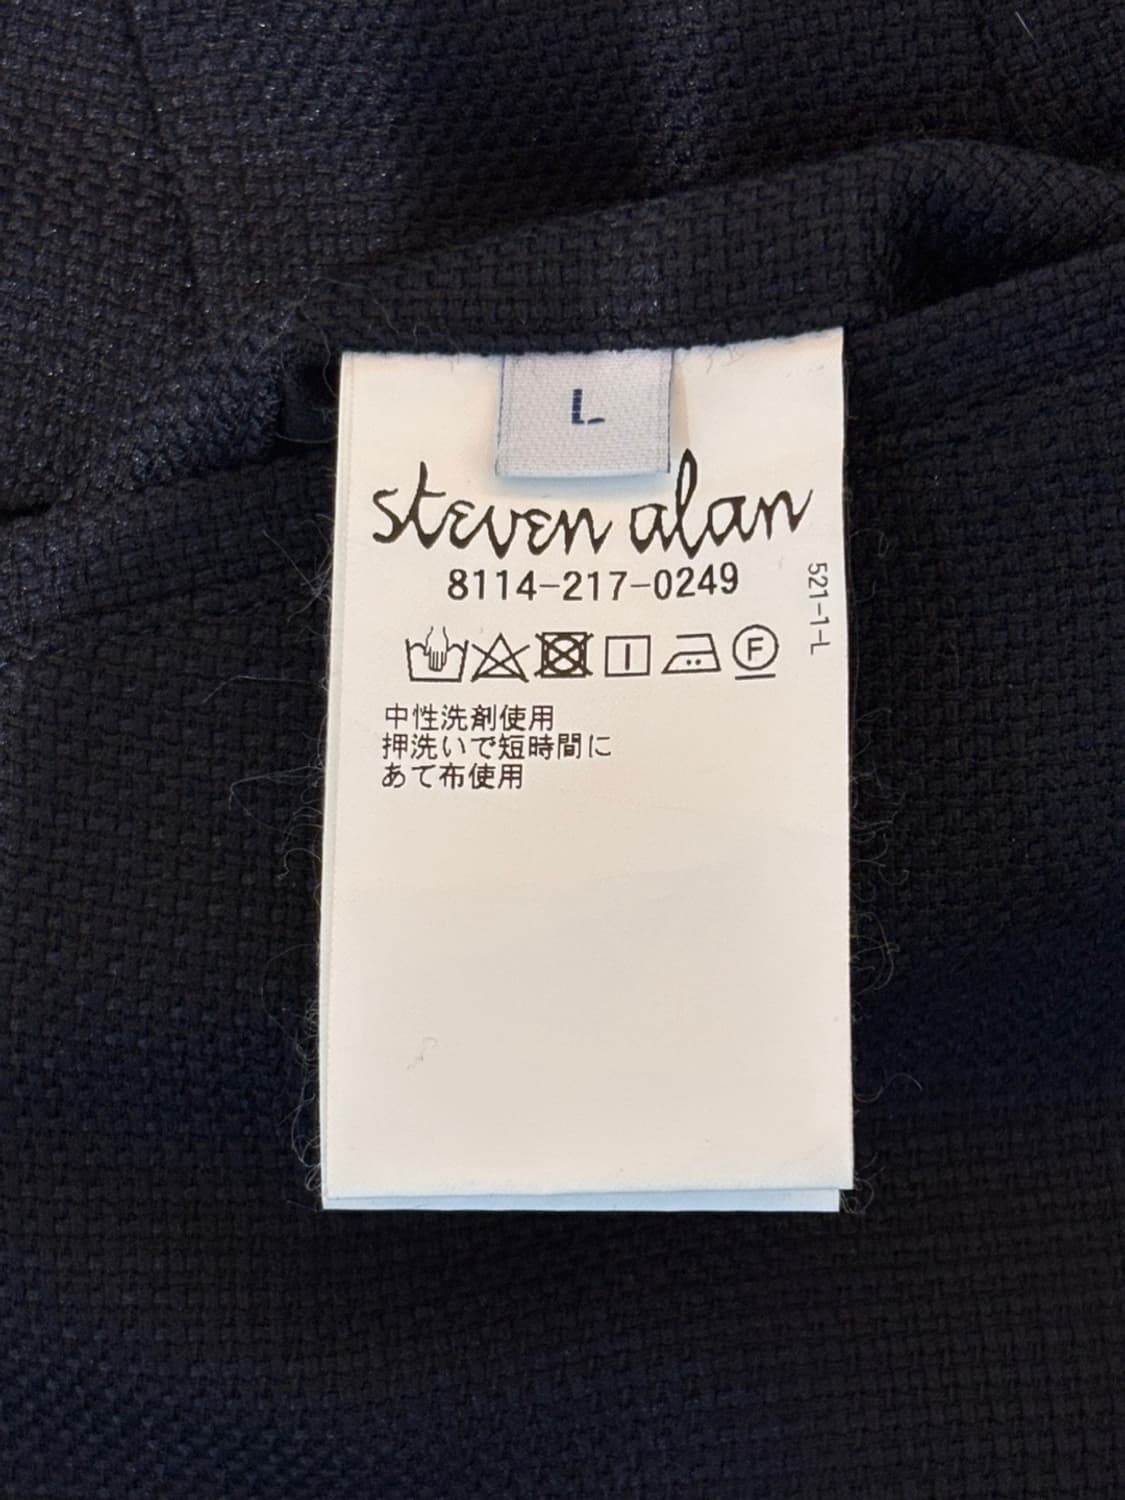 L
steven alan
8114-217-0249
521-1-L
F
中性洗剤使用
押洗いで短時間に
あて布使用